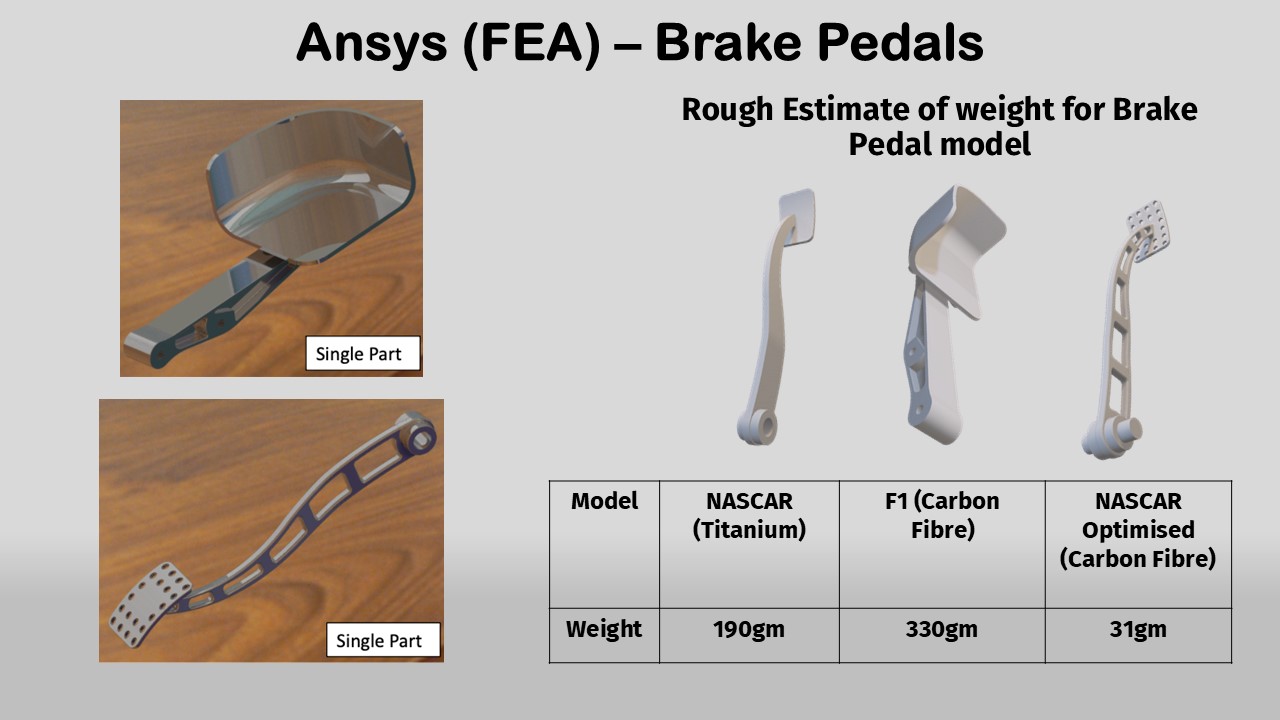 Ansys (FEA) – Brake Pedals
Single Part
Single Part
Rough Estimate of weight for Brake
Pedal model
Model
NASCAR
(Titanium)
F1 (Carbon
Fibre)
NASCAR
Optimised
(Carbon Fibre)
Weight
190gm
330gm
31gm